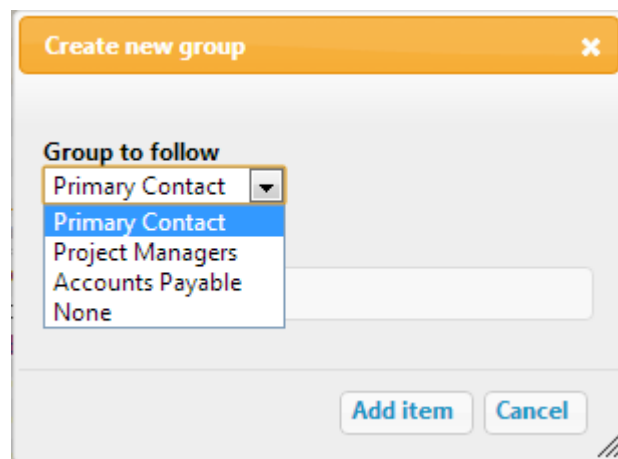 Create new group
Group to follow
Primary Contact
Primary Contact
Project Managers
Accounts Payable
None
Add item
Cancel